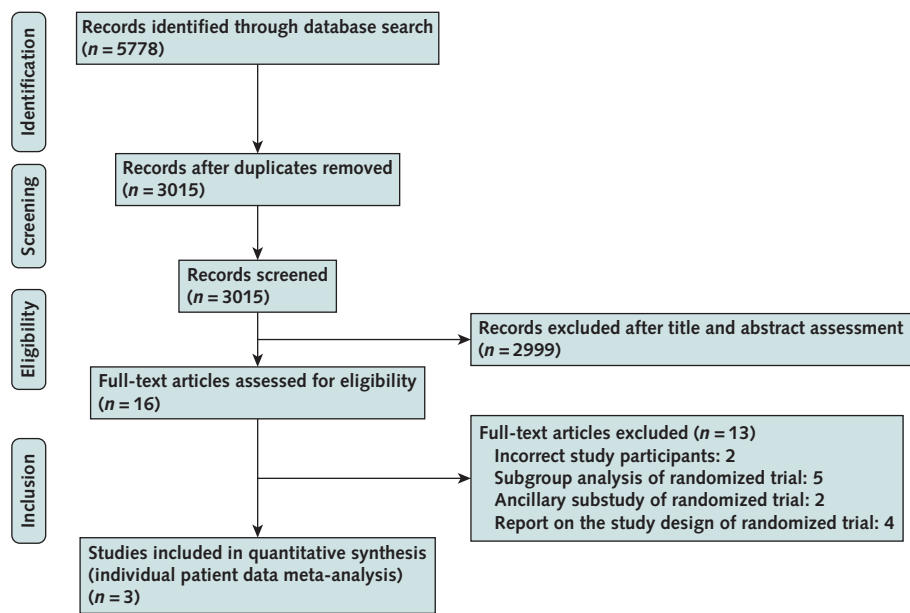 Identification
Records identified through database search
(n = 5778)
Screening
Records after duplicates removed
(n = 3015)
Records screened
(n = 3015)
Eligibility
Records excluded after title and abstract assessment
(n = 2999)
Full-text articles assessed for eligibility
(n = 16)
Inclusion
Full-text articles excluded (n = 13)
Incorrect study participants: 2
Subgroup analysis of randomized trial: 5
Ancillary substudy of randomized trial: 2
Report on the study design of randomized trial: 4
Studies included in quantitative synthesis
(individual patient data meta-analysis)
(n = 3)